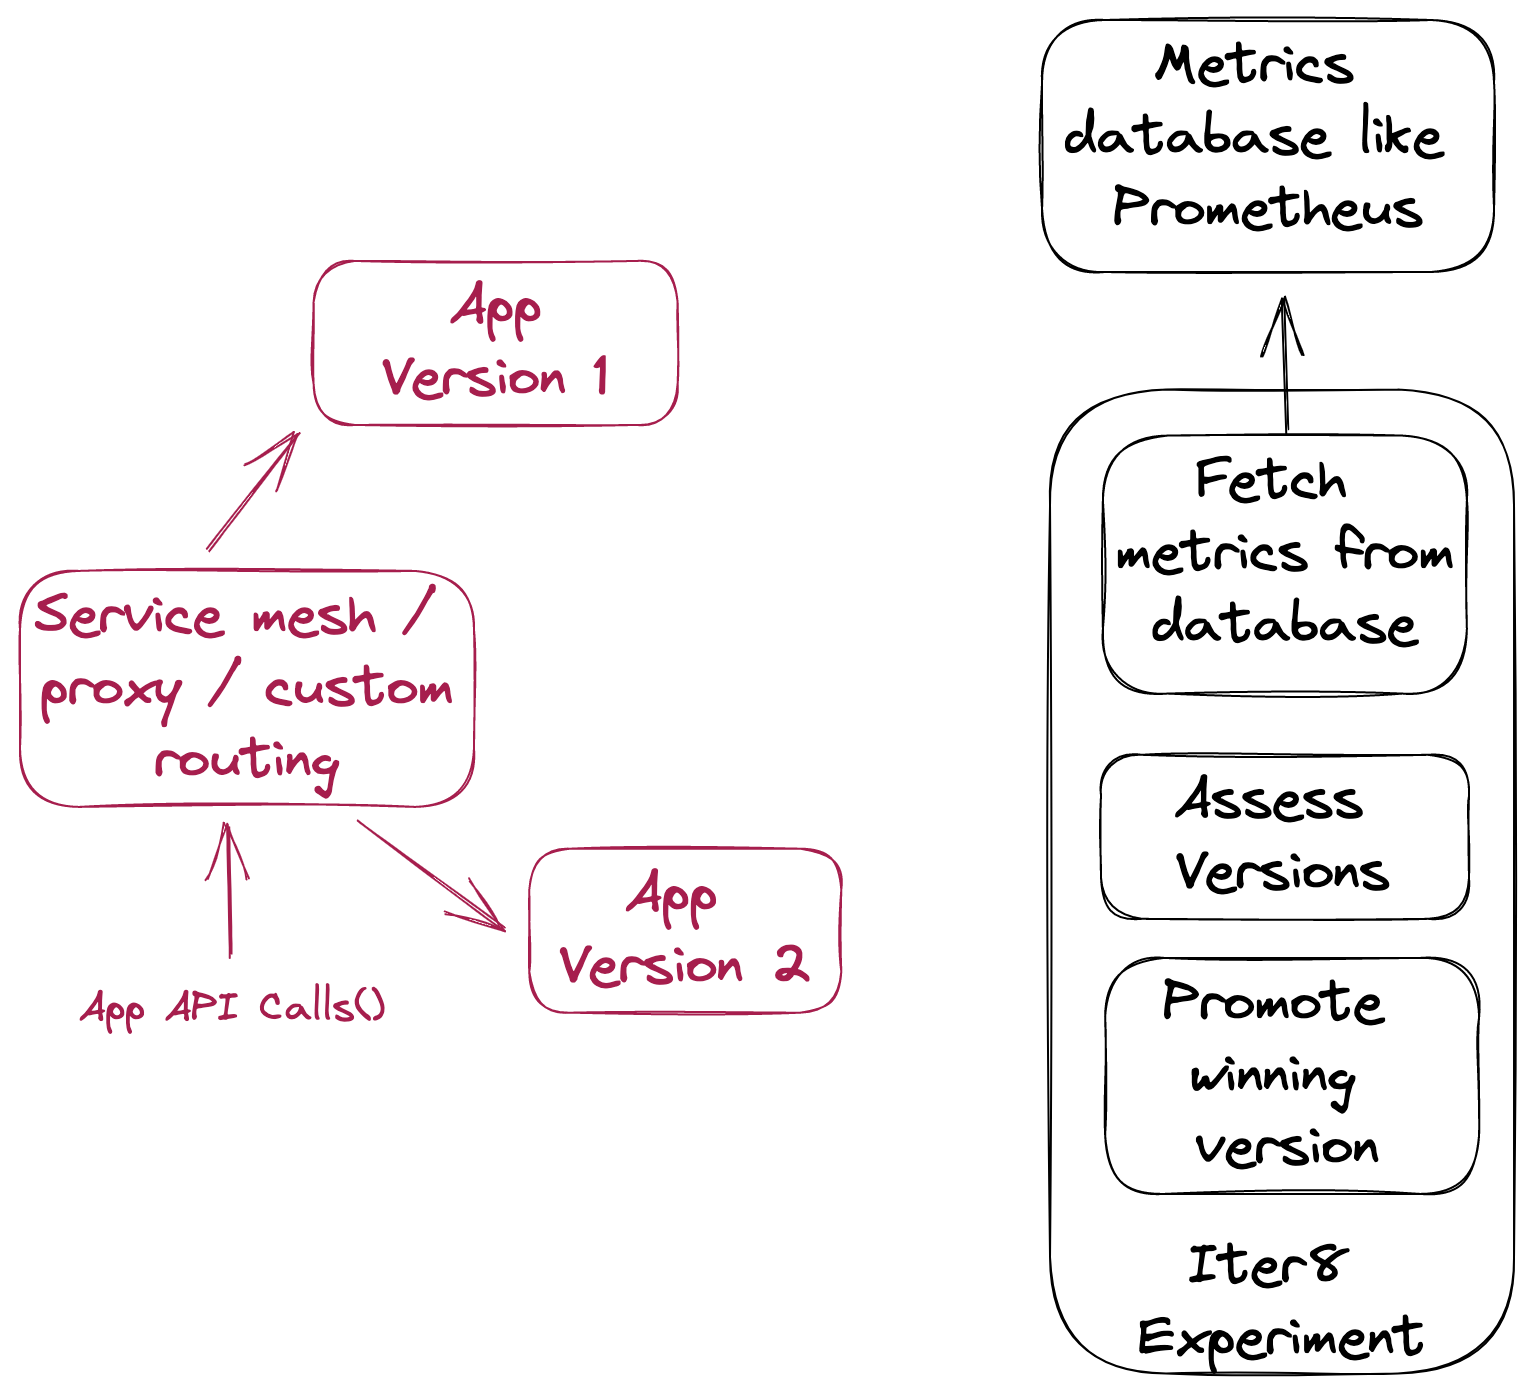 App
Version 1
Service mesh /
proxy / custom
routing
App API Calls()
App
Version 2
Metrics
database like
Prometheus
Fetch
metrics from
database
Assess
Versions
Promote
winning
version
Iter8
Experiment